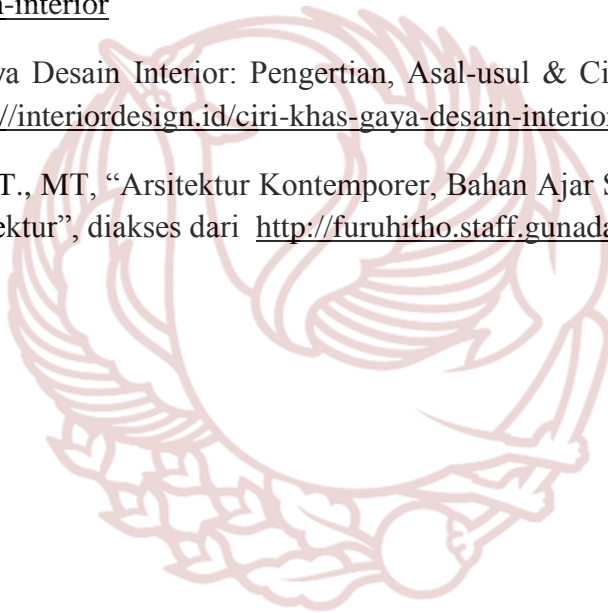 n-interior
ya Desain Interior: Pengertian, Asal-usul & Ci
//interiordesign.id/ciri-khas-gaya-desain-interior
T., MT, “Arsitektur Kontemporer, Bahan Ajar S
ektur”, diakses dari http://furuhitho.staff.gunada